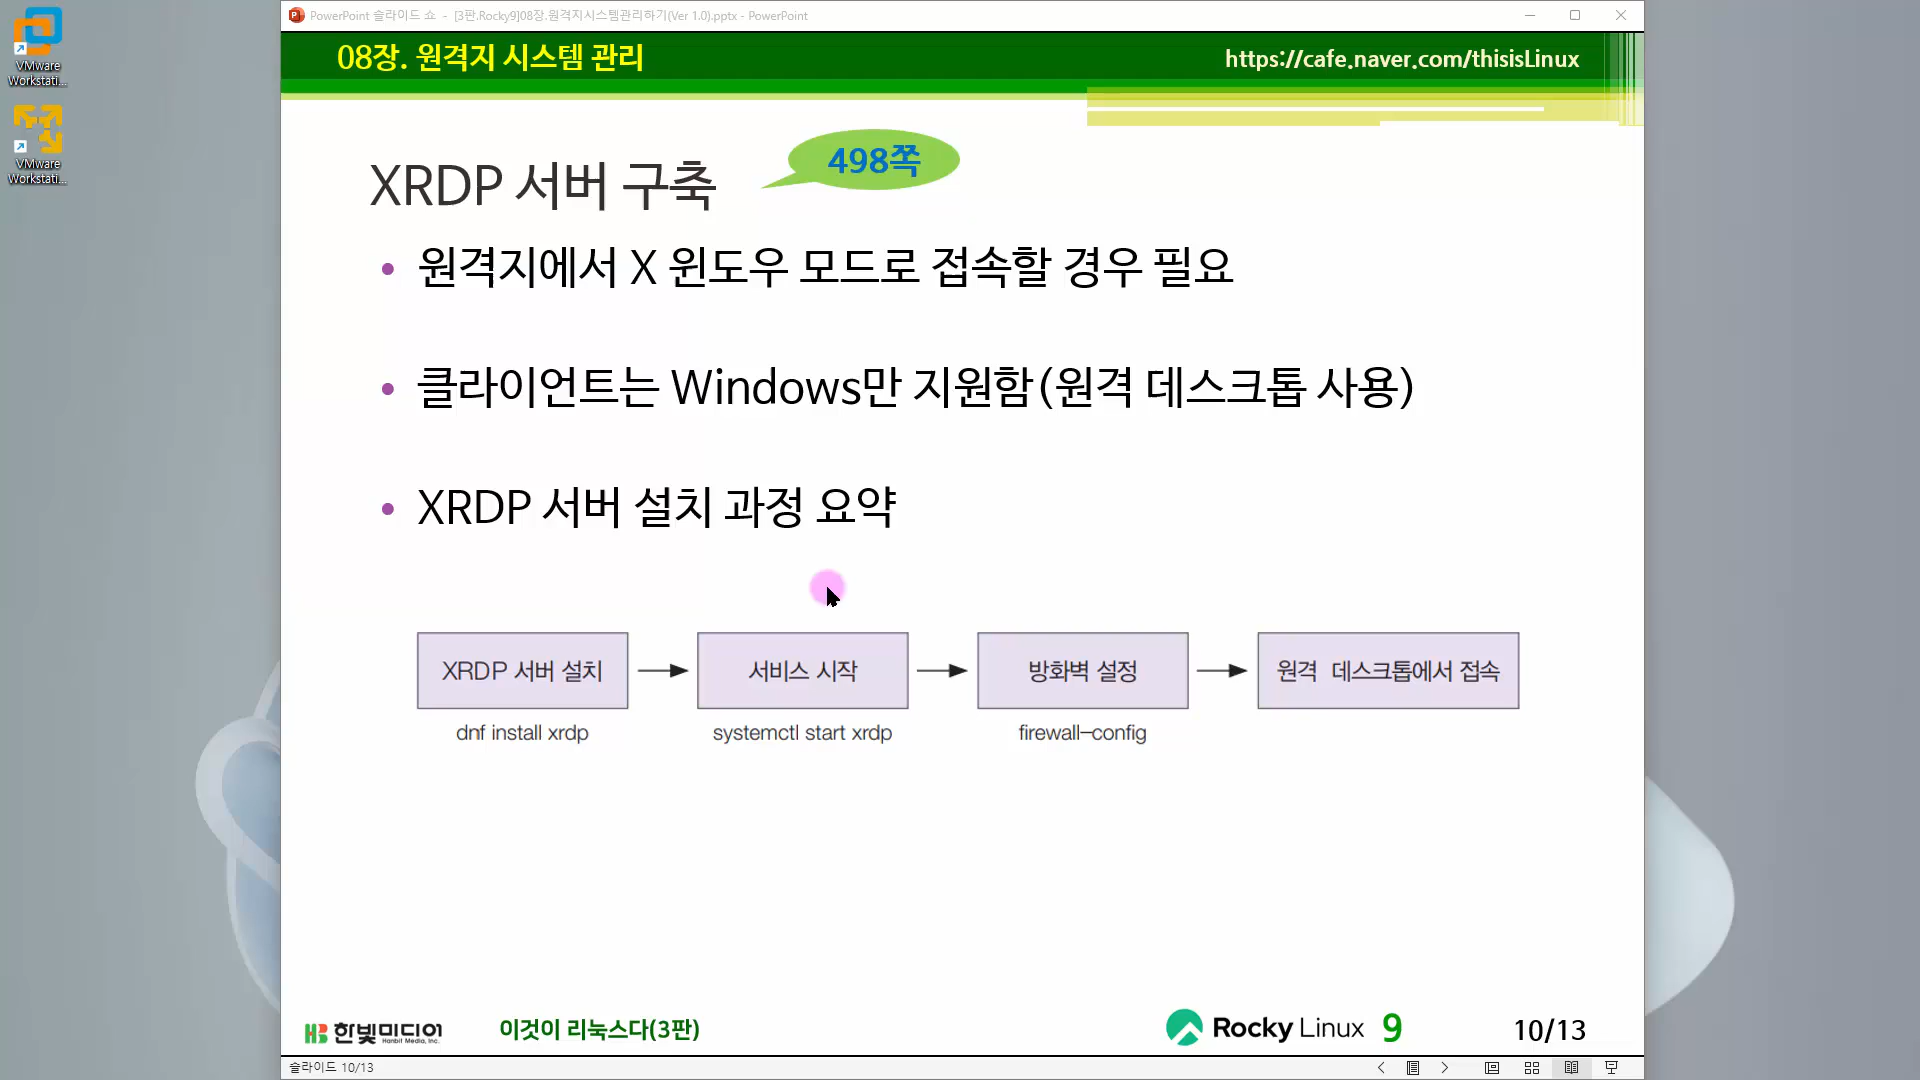 VMware
Workstati...
VMware
Workstati...
PowerPoint 슬라이드 쇼 - [3판.Rocky9]08장.원격지시스템관리하기(Ver 1.0).pptx - PowerPoint
08장. 원격지 시스템 관리
https://cafe.naver.com/thisisLinux
XRDP 서버 구축
498쪽
• 원격지에서 X 윈도우 모드로 접속할 경우 필요
• 클라이언트는 Windows만 지원함(원격 데스크톱 사용)
• XRDP 서버 설치 과정 요약
XRDP 서버 설치
서비스 시작
방화벽 설정
원격 데스크톱에서 접속
dnf install xrdp
systemctl start xrdp
firewall-config
한빛미디어
Hanbit Media, Inc.
이것이 리눅스다(3판)
Rocky Linux 9
10/13
슬라이드 10/13